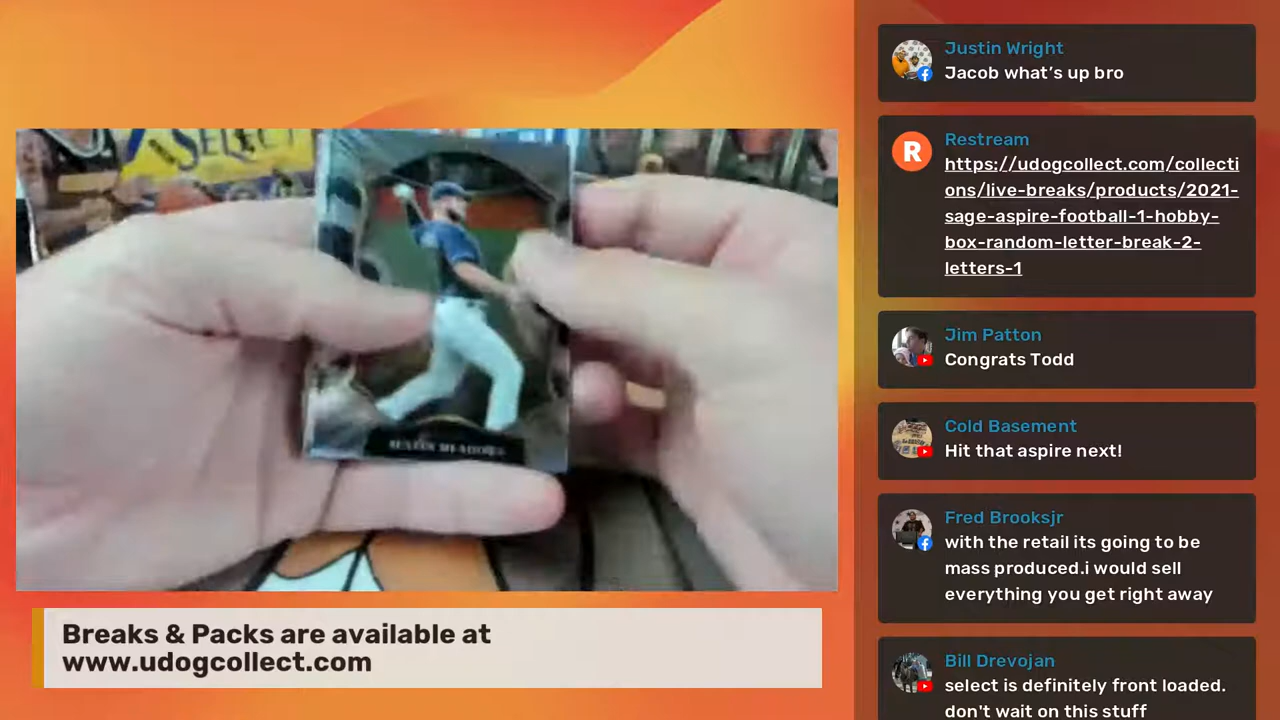 SELECT
AUSTIN MEADOWS
Breaks & Packs are available at
www.udogcollect.com
Justin Wright
Jacob what's up bro
R
Restream
https://udogcollect.com/collecti
ons/live-breaks/products/2021-
sage-aspire-football-1-hobby-
box-random-letter-break-2-
letters-1
Jim Patton
Congrats Todd
Cold Basement
Hit that aspire next!
Fred Brooksjr
with the retail its going to be
mass produced.i would sell
everything you get right away
Bill Drevojan
select is definitely front loaded.
don't wait on this stuff